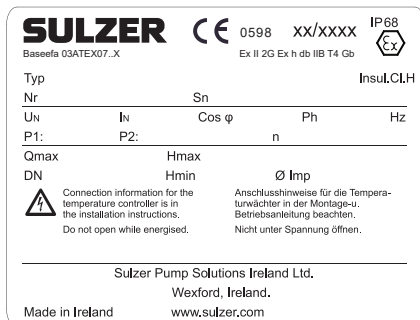 SULZER CE 0598 xx/xxxx IP68
Baseefa 03ATEX07..X Ex II 2G Ex h db IIB T4 Gb Ex
Typ Insul.Cl.H
Nr Sn
UN IN Cos φ Ph Hz
P1: P2: n
Qmax Hmax
DN Hmin Ø Imp
Connection information for the
temperature controller is in
the installation instructions.
Do not open while energised.
Anschlusshinweise für die Tempera-
turwächter in der Montage-u.
Betriebsanleitung beachten.
Nicht unter Spannung öffnen.
Sulzer Pump Solutions Ireland Ltd.
Wexford, Ireland.
Made in Ireland www.sulzer.com